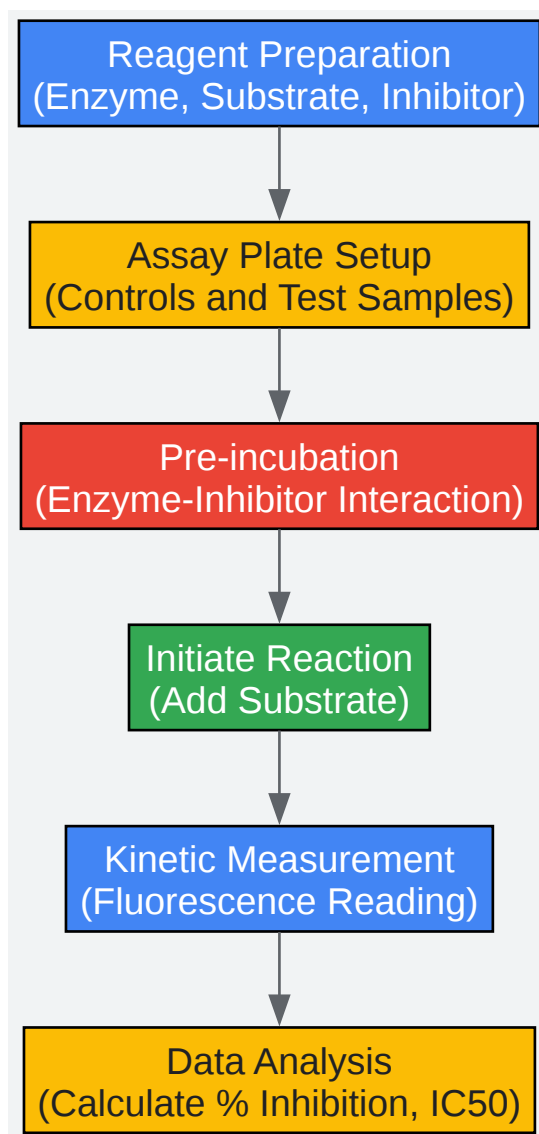 Reagent Preparation
(Enzyme, Substrate, Inhibitor)
Assay Plate Setup
(Controls and Test Samples)
Pre-incubation
(Enzyme-Inhibitor Interaction)
Initiate Reaction
(Add Substrate)
Kinetic Measurement
(Fluorescence Reading)
Data Analysis
(Calculate % Inhibition, IC50)